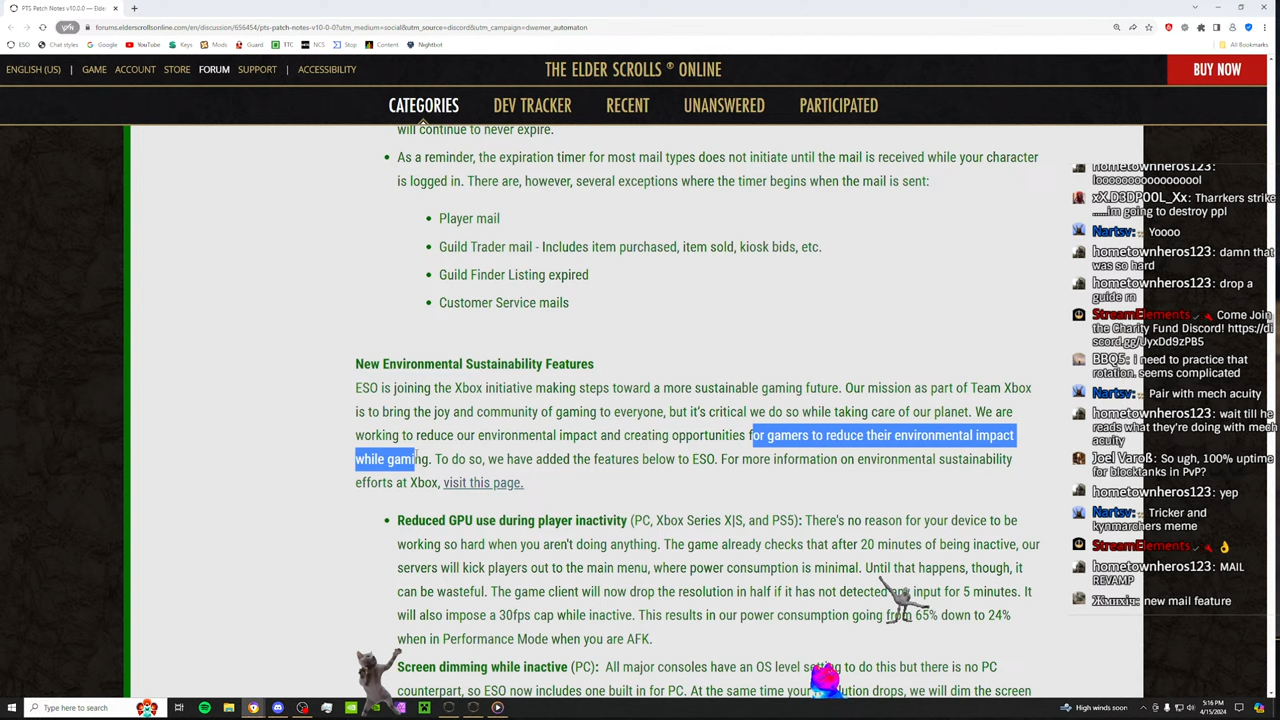 PTS Patch Notes v10.0.0 — Elder
forums.elderscrollsonline.com/en/discussion/656454/pts-patch-notes-v10-0-0?utm_medium=social&utm_source=discord&utm_campaign=dwemer_automaton
ESO Chat styles Google YouTube Keys Mods Guard TTC NCS Stop Content Nightbot All Bookmarks
ENGLISH (US) | GAME ACCOUNT STORE FORUM SUPPORT | ACCESSIBILITY
THE ELDER SCROLLS ® ONLINE
BUY NOW
CATEGORIES DEV TRACKER RECENT UNANSWERED PARTICIPATED
will continue to never expire.
• As a reminder, the expiration timer for most mail types does not initiate until the mail is received while your character
is logged in. There are, however, several exceptions where the timer begins when the mail is sent:
• Player mail
• Guild Trader mail - Includes item purchased, item sold, kiosk bids, etc.
• Guild Finder Listing expired
• Customer Service mails
New Environmental Sustainability Features
ESO is joining the Xbox initiative making steps toward a more sustainable gaming future. Our mission as part of Team Xbox
is to bring the joy and community of gaming to everyone, but it's critical we do so while taking care of our planet. We are
working to reduce our environmental impact and creating opportunities for gamers to reduce their environmental impact
while gaming. To do so, we have added the features below to ESO. For more information on environmental sustainability
efforts at Xbox, visit this page.
• Reduced GPU use during player inactivity (PC, Xbox Series X|S, and PS5): There's no reason for your device to be
working so hard when you aren't doing anything. The game already checks that after 20 minutes of being inactive, our
servers will kick players out to the main menu, where power consumption is minimal. Until that happens, though, it
can be wasteful. The game client will now drop the resolution in half if it has not detected any input for 5 minutes. It
will also impose a 30fps cap while inactive. This results in our power consumption going from 65% down to 24%
when in Performance Mode when you are AFK.
Screen dimming while inactive (PC): All major consoles have an OS level setting to do this but there is no PC
counterpart, so ESO now includes one built in for PC. At the same time your resolution drops, we will dim the screen
hometownheros123:
looooooooooooooool
xX.D3DP00L_Xx: Tharrkers strike
......im going to destroy ppl
Nartsv: Yoooo
hometownheros123: damn that
was so hard
hometownheros123: drop a
guide rn
StreamElements Come Join
the Charity Fund Discord! https://di
scord.gg/UyxDd9zPB5
BBQ5: i need to practice that
rotation. seems complicated
Nartsv: Pair with mech acuity
hometownheros123: wait till he
reads what they're doing with mech
acuity
Joel Varoß: So ugh, 100% uptime
for blocktanks in PvP?
hometownheros123: yep
Nartsv: Tricker and
kynmarchers meme
StreamElements 👌
hometownheros123: MAIL
REVAMP
new mail feature
Type here to search
High winds soon
5:16 PM
4/15/2024